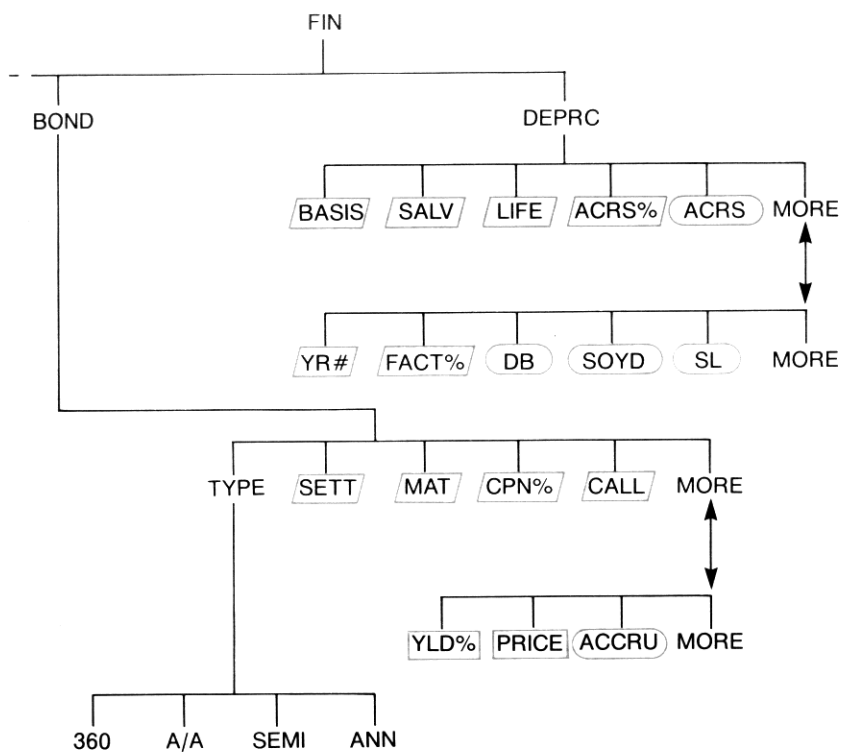 FIN
BOND
DEPRC
BASIS SALV LIFE ACRS% ACRS MORE
YR# FACT% DB SOYD SL MORE
TYPE SETT MAT CPN% CALL MORE
YLD% PRICE ACCRU MORE
360 A/A SEMI ANN